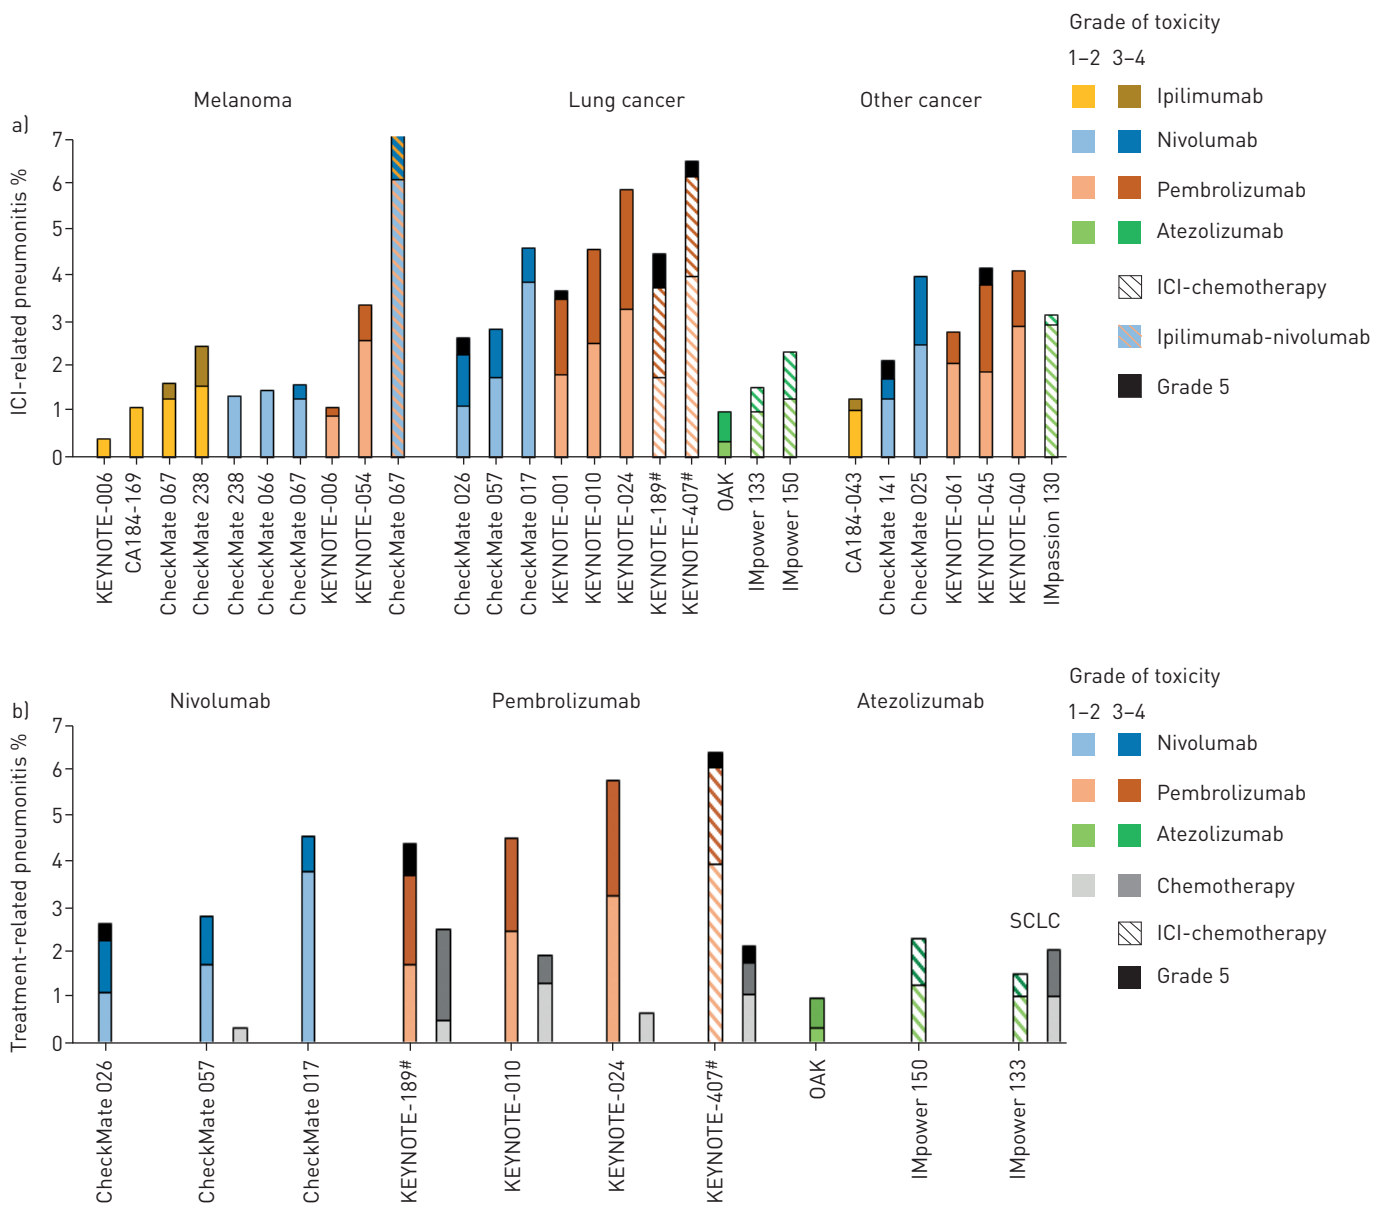 Grade of toxicity
1–2 3–4
Ipilimumab
Nivolumab
Pembrolizumab
Atezolizumab
ICI-chemotherapy
Ipilimumab-nivolumab
Grade 5
Melanoma
Lung cancer
Other cancer
a)
ICI-related pneumonitis %
7
6
5
4
3
2
1
0
KEYNOTE-006
CA184-169
CheckMate 067
CheckMate 238
CheckMate 238
CheckMate 066
CheckMate 067
KEYNOTE-006
KEYNOTE-054
CheckMate 067
CheckMate 026
CheckMate 057
CheckMate 017
KEYNOTE-001
KEYNOTE-010
KEYNOTE-024
KEYNOTE-189#
KEYNOTE-407#
OAK
IMpower 133
IMpower 150
CA184-043
CheckMate 141
CheckMate 025
KEYNOTE-061
KEYNOTE-045
KEYNOTE-040
IMpassion 130
Grade of toxicity
1–2 3–4
Nivolumab
Pembrolizumab
Atezolizumab
Chemotherapy
ICI-chemotherapy
Grade 5
Nivolumab
Pembrolizumab
Atezolizumab
b)
Treatment-related pneumonitis %
7
6
5
4
3
2
1
0
SCLC
CheckMate 026
CheckMate 057
CheckMate 017
KEYNOTE-189#
KEYNOTE-010
KEYNOTE-024
KEYNOTE-407#
OAK
IMpower 150
IMpower 133